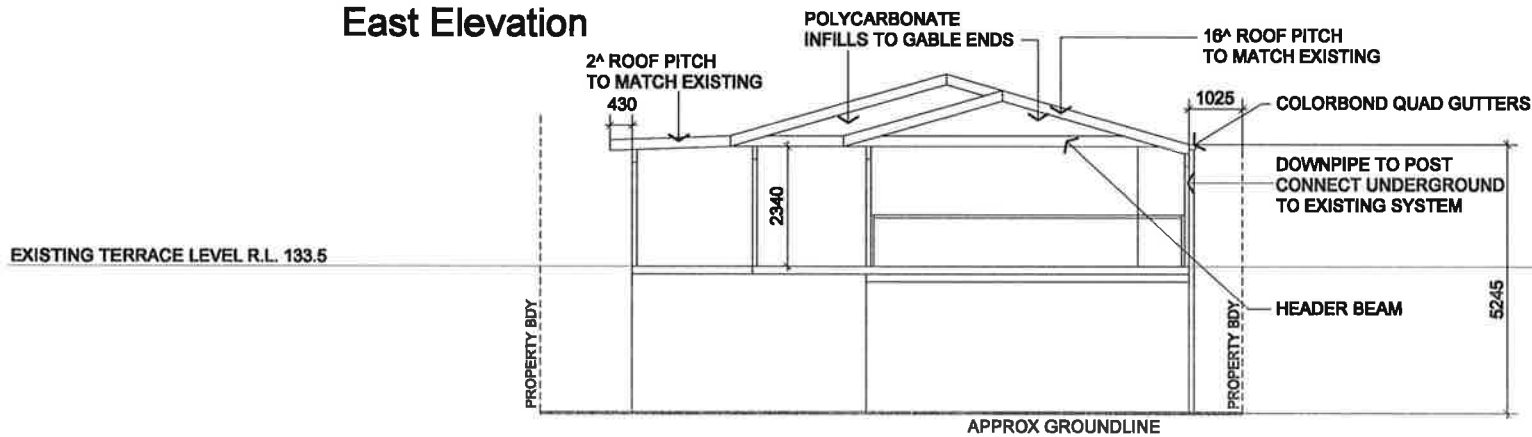 East Elevation
2^ ROOF PITCH
TO MATCH EXISTING
430
POLYCARBONATE
INFILLS TO GABLE ENDS
16^ ROOF PITCH
TO MATCH EXISTING
1025
COLORBOND QUAD GUTTERS
DOWNPIPE TO POST
CONNECT UNDERGROUND
TO EXISTING SYSTEM
2340
EXISTING TERRACE LEVEL R.L. 133.5
HEADER BEAM
5245
PROPERTY BDY
PROPERTY BDY
APPROX GROUNDLINE